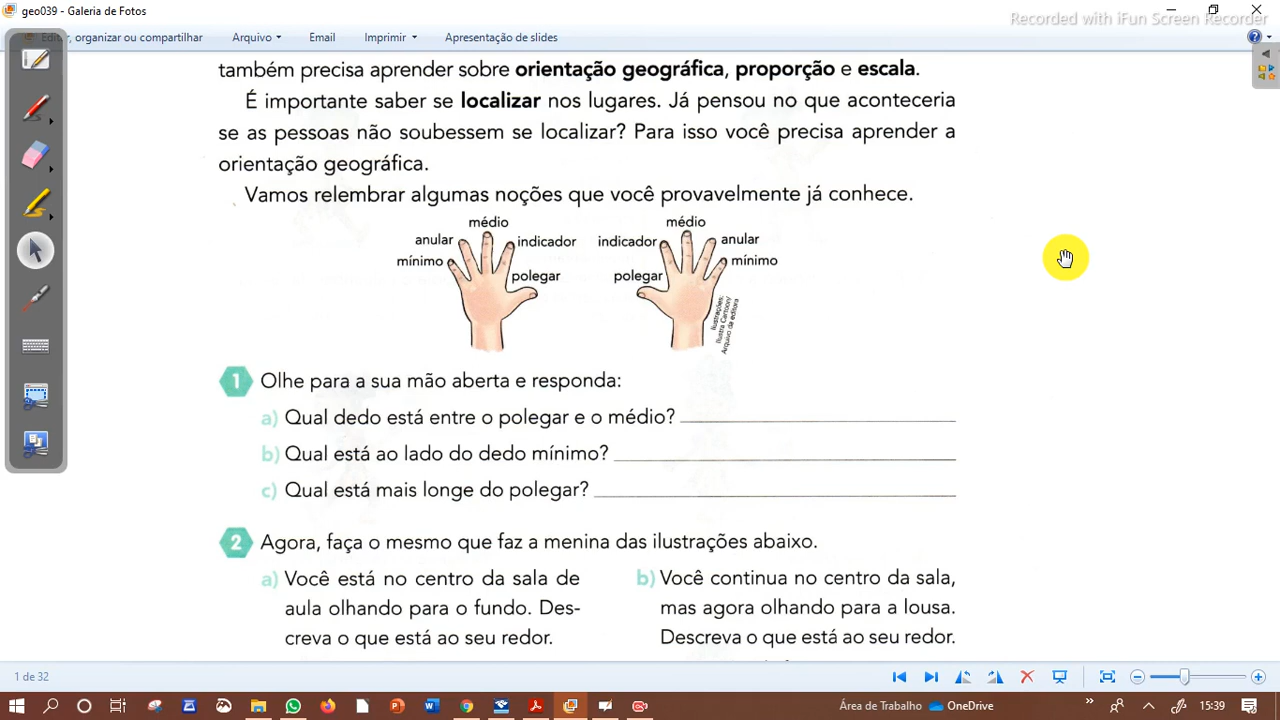 geo039 - Galeria de Fotos
Recorded with iFun Screen Recorder
Editar, organizar ou compartilhar Arquivo Email Imprimir Apresentação de slides
também precisa aprender sobre orientação geográfica, proporção e escala.
É importante saber se localizar nos lugares. Já pensou no que aconteceria
se as pessoas não soubessem se localizar? Para isso você precisa aprender a
orientação geográfica.
Vamos relembrar algumas noções que você provavelmente já conhece.
médio médio
anular indicador indicador anular
mínimo mínimo
polegar polegar
Ilustrações:
Ilustra Cartoon/
Arquivo da editora
1 Olhe para a sua mão aberta e responda:
a) Qual dedo está entre o polegar e o médio?
b) Qual está ao lado do dedo mínimo?
c) Qual está mais longe do polegar?
2 Agora, faça o mesmo que faz a menina das ilustrações abaixo.
a) Você está no centro da sala de
aula olhando para o fundo. Des-
creva o que está ao seu redor.
b) Você continua no centro da sala,
mas agora olhando para a lousa.
Descreva o que está ao seu redor.
1 de 32
Área de Trabalho OneDrive 15:39